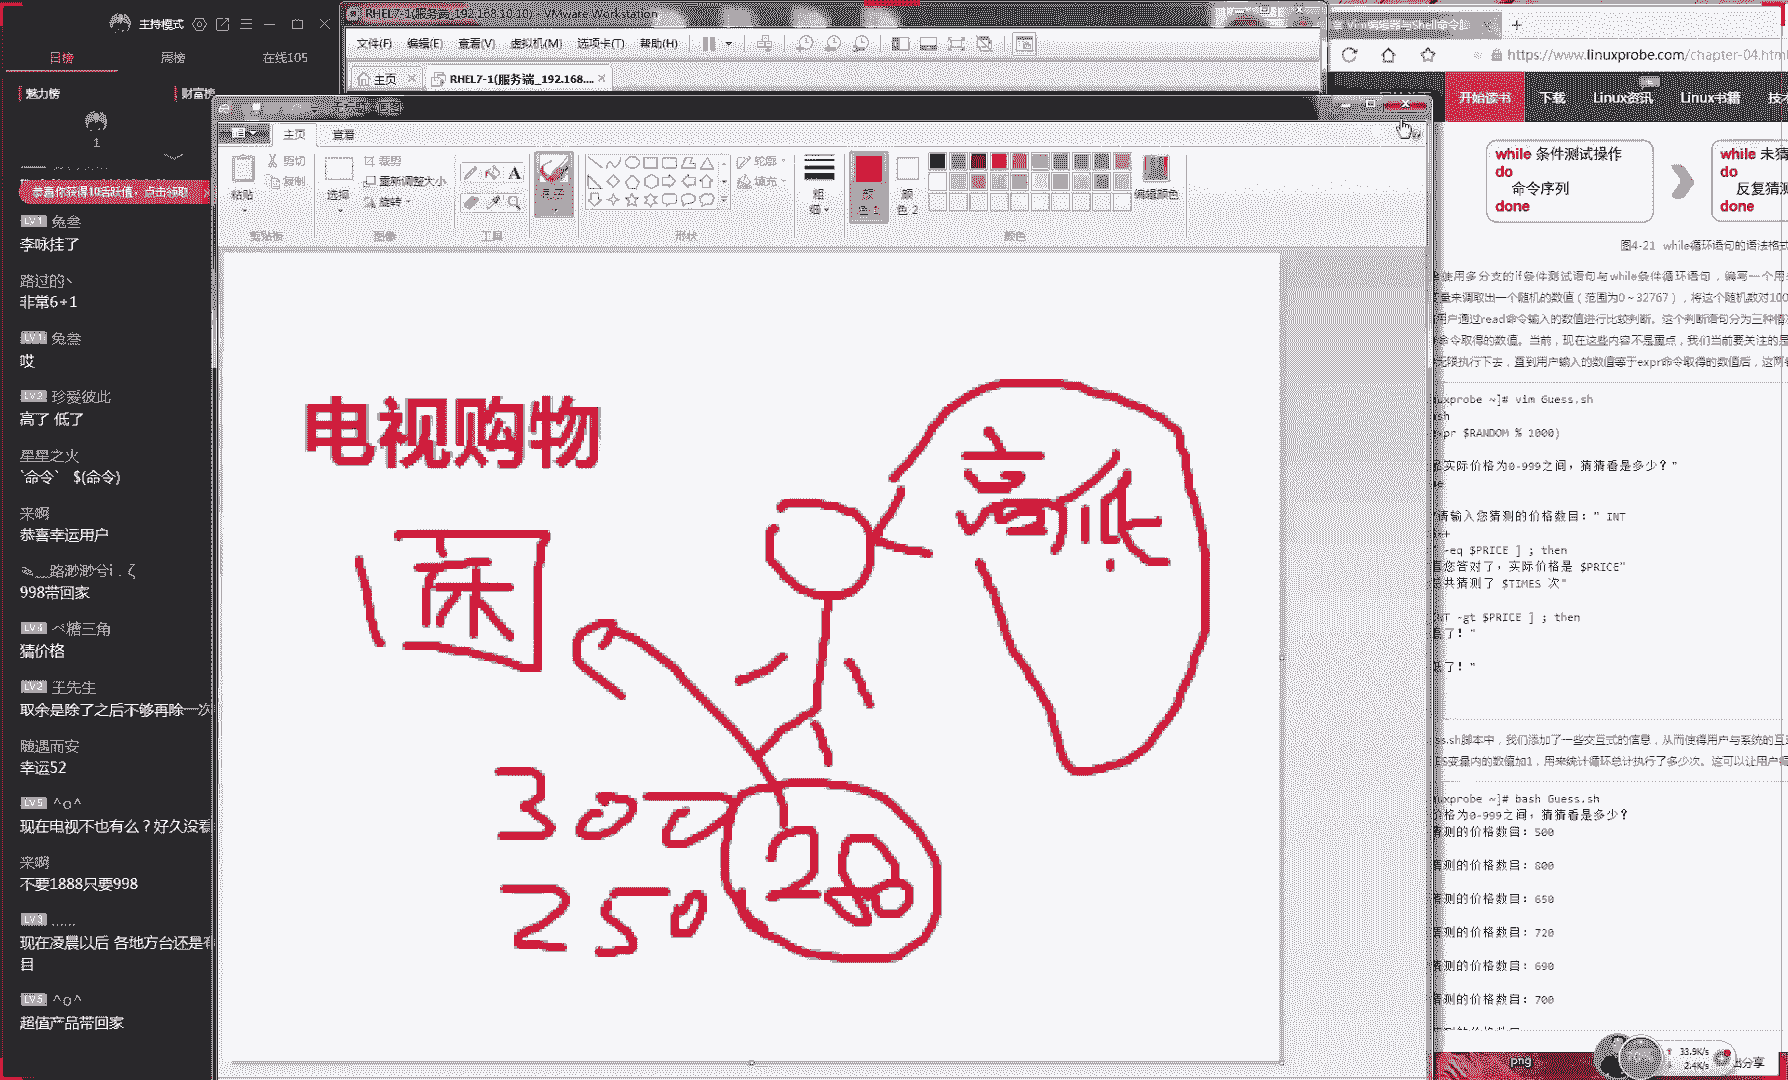 主持模式
日榜 周榜 在线105
魅力榜 财富榜
1
恭喜你获得10活跃值，点击领取
LV1 兔叁
李咏挂了
路过的丶
非常6+1
LV1 兔叁
哎
LV2 珍爱彼此
高了 低了
星星之火
`命令` $(命令)
来啊
恭喜幸运用户
998带回家
LV4 ペ糖三角
猜价格
LV2 王先生
取余是除了之后不够再除一次
随遇而安
幸运52
LV5 ^o^
现在电视不也有么？好久没看
来啊
不要1888只要998
LV3 ......
现在凌晨以后 各地方台还是有
目
LV5 ^o^
超值产品带回家
RHEL7-1(服务端_192.168.10.10) - VMware Workstation
文件(F) 编辑(E) 查看(V) 虚拟机(M) 选项卡(T) 帮助(H)
主页 RHEL7-1(服务端_192.168....
主页 查看
粘贴 剪切 复制 选择 裁剪 重新调整大小 旋转 A 刷子 轮廓 填充 粗细 颜色 1 颜色 2 编辑颜色
剪贴板 图像 工具 形状 颜色
电视购物
高低
床
300
250
280
Vim编辑器与Shell命令脚
https://www.linuxprobe.com/chapter-04.html
开始读书 下载 Linux资讯 Linux书籍
while 条件测试操作
do
命令序列
done
while 未猜
do
反复猜测
done
图4-21 while循环语句的语法格式
使用多分支的if条件测试语句与while条件循环语句，编写一个用
变量来调取出一个随机的数值（范围为0～32767），将这个随机数对100
用户通过read命令输入的数值进行比较判断。这个判断语句分为三种情
命令取得的数值。当前，现在这些内容不是重点，我们当前要关注的是
无限执行下去，直到用户输入的数值等于expr命令取得的数值后，这两
uxprobe ~]# vim Guess.sh
sh
xpr $RANDOM % 1000)
实际价格为0-999之间，猜猜看是多少？"
请输入您猜测的价格数目：" INT
-eq $PRICE ] ; then
喜您答对了，实际价格是 $PRICE"
共猜测了 $TIMES 次"
NT -gt $PRICE ] ; then
高了！"
低了！"
ss.sh脚本中，我们添加了一些交互式的信息，从而使得用户与系统的互
ES变量内的数值加1，用来统计循环总计执行了多少次。这可以让用户
uxprobe ~]# bash Guess.sh
价格为0-999之间，猜猜看是多少？
猜测的价格数目：500
猜测的价格数目：800
猜测的价格数目：650
猜测的价格数目：720
猜测的价格数目：690
猜测的价格数目：700
png 33.9K/s
2.4K/s 分享